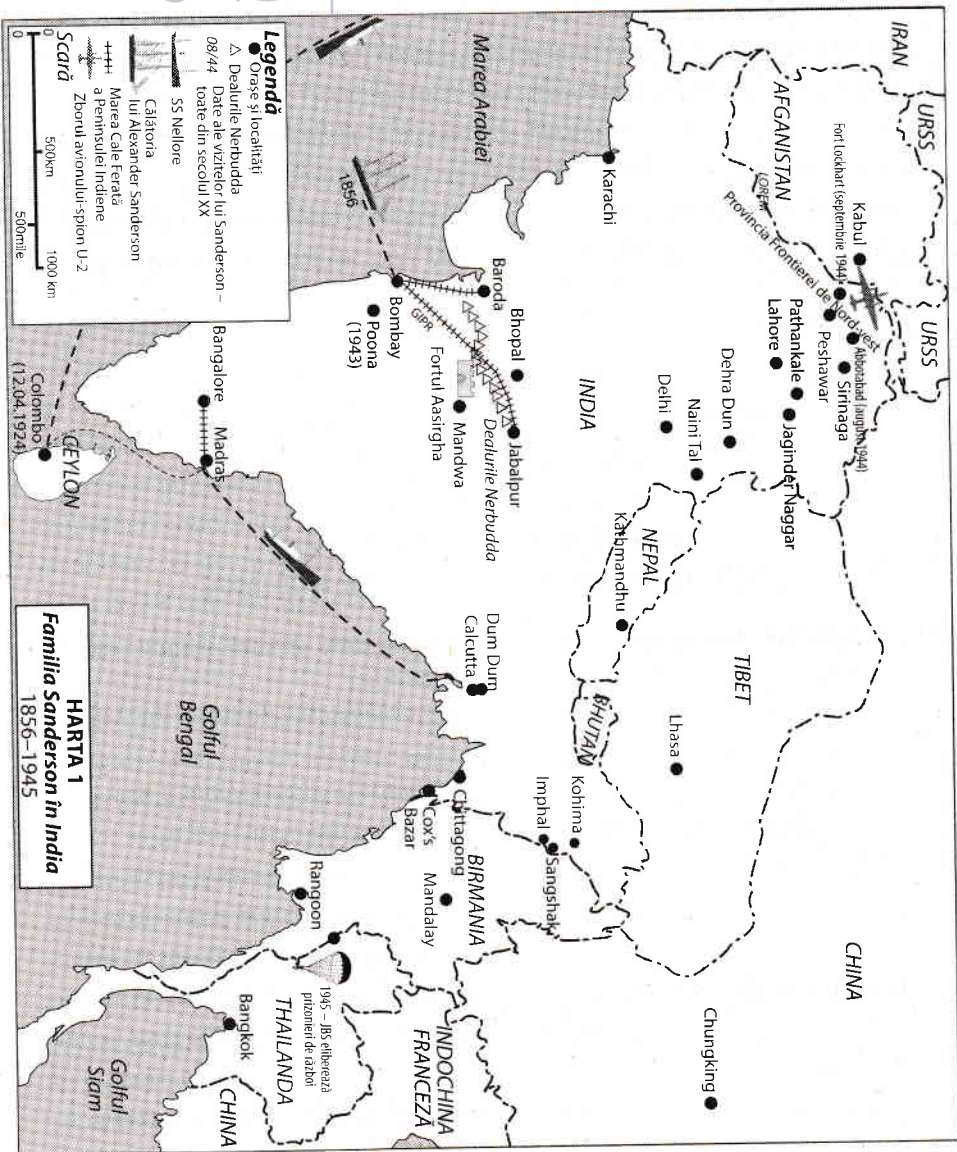 IRAN
URSS
URSS
AFGANISTAN
LOREM
Provincia Frontierei de Nord-vest
Fort Lockhart (septembrie 1944)
Kabul
Abbotabad (august 1944)
Peshawar
Sirinaga
Pathankale
Lahore
Jaginder Naggar
Dehra Dun
Naini Tal
Delhi
Karachi
INDIA
NEPAL
Kathmandhu
TIBET
Lhasa
BHUTAN
CHINA
Chungking
Marea Arabiei
1856
Baroda
Bhopal
Jabalpur
Dealurile Nerbudda
Mandwa
Fortul Aasirgha
GIPR
Bombay
Poona
(1943)
Dum Dum
Calcutta
Kohima
Imphal
Sangshak
Chittagong
Cox's
Bazar
BIRMANIA
Mandalay
Rangoon
1945 – JBS eliberează
prizonieri de război
THAILANDA
Bangkok
INDOCHINA
FRANCEZĂ
CHINA
Golful
Siam
Golful
Bengal
Bangalore
Madras
CEYLON
Colombo
(12.04.1924)
Legendă
Orașe și localități
Dealurile Nerbudda
08/44 Date ale vizitelor lui Sanderson –
toate din secolul XX
SS Nellore
Călătoria
lui Alexander Sanderson
Marea Cale Ferată
a Peninsulei Indiene
Zborul avionului-spion U-2
Scară
0 500km 1000 km
0 500mile
HARTA 1
Familia Sanderson în India
1856–1945